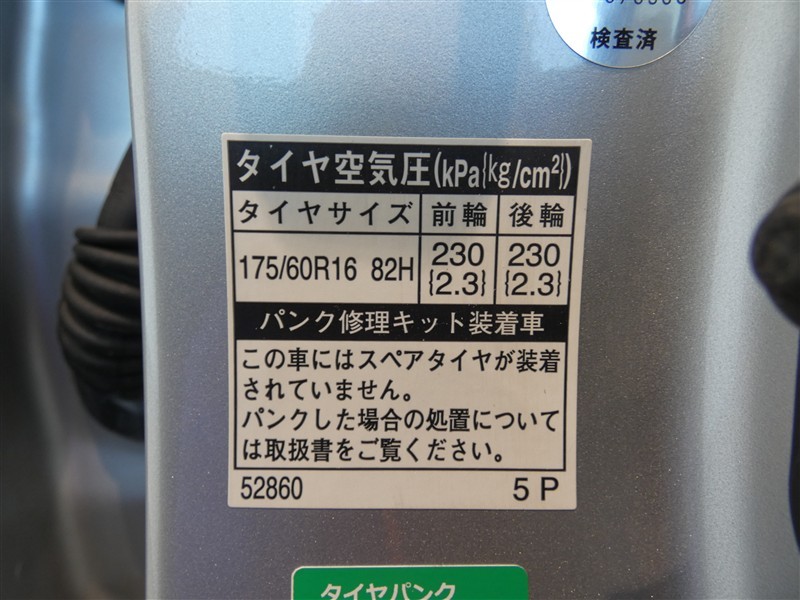 検査済
タイヤ空気圧(kPa{kg/cm²})
タイヤサイズ 前輪 後輪
175/60R16 82H 230 {2.3} 230 {2.3}
パンク修理キット装着車
この車にはスペアタイヤが装着
されていません。
パンクした場合の処置について
は取扱書をご覧ください。
52860 5P
タイヤパンク